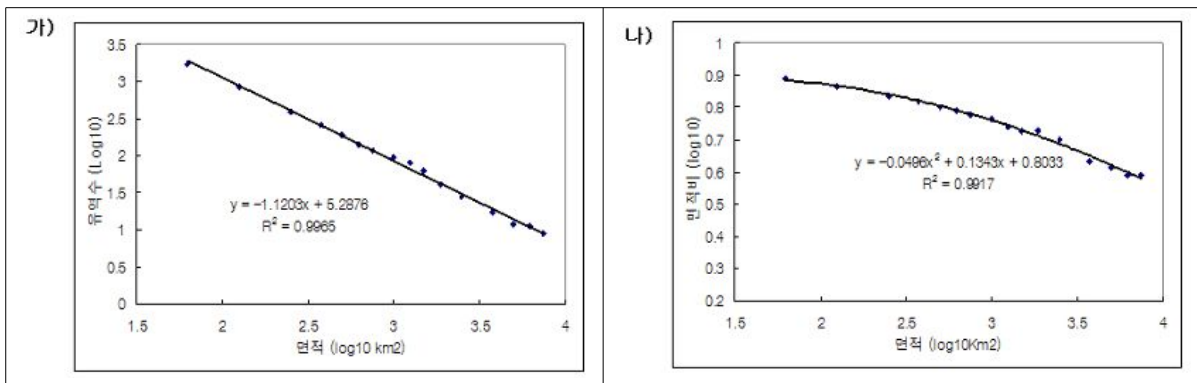 가)
3.5
3
2.5
2
1.5
1
0.5
0
유역수 (Log10)
y = -1.1203x + 5.2876
R² = 0.9965
1.5 2 2.5 3 3.5 4
면적 (log10 km2)
나)
1
0.9
0.8
0.7
0.6
0.5
0.4
0.3
0.2
면적비 (log10)
y = -0.0496x² + 0.1343x + 0.8033
R² = 0.9917
1.5 2 2.5 3 3.5 4
면적 (log10Km2)